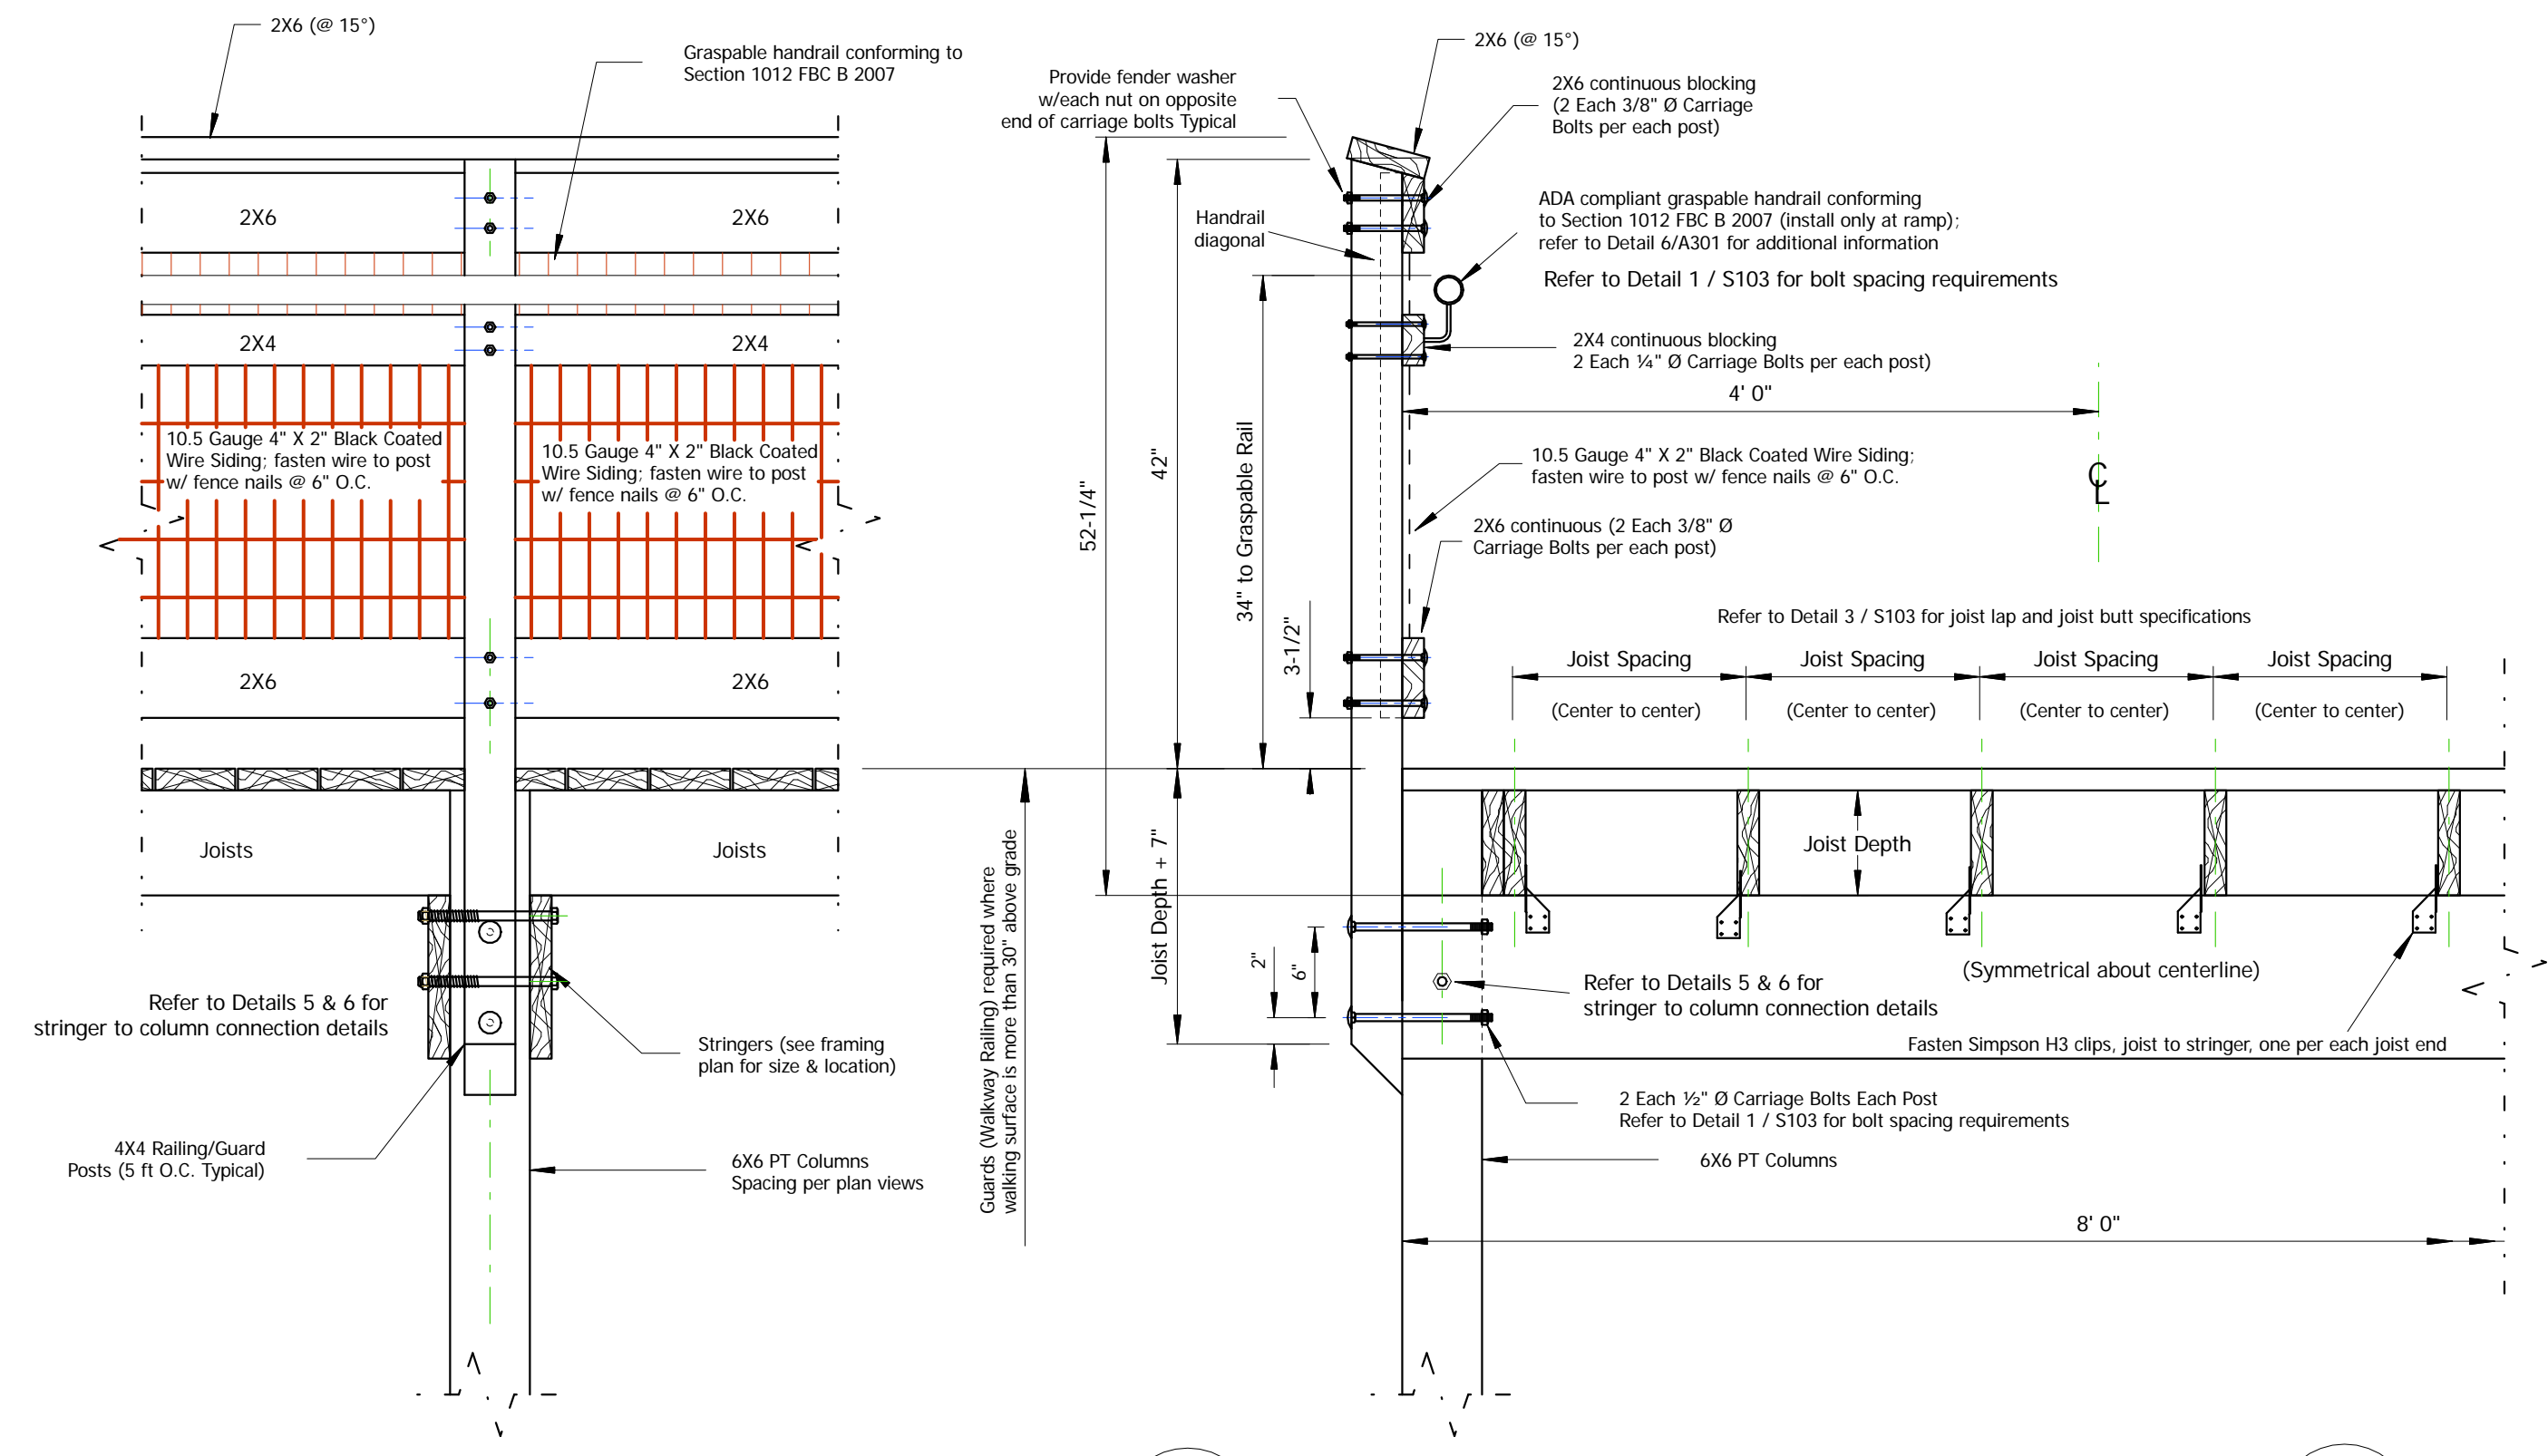 2X6 (@ 15°)
Graspable handrail conforming to
Section 1012 FBC B 2007
2X6
2X6
2X4
2X4
10.5 Gauge 4" X 2" Black Coated
Wire Siding; fasten wire to post
w/ fence nails @ 6" O.C.
10.5 Gauge 4" X 2" Black Coated
Wire Siding; fasten wire to post
w/ fence nails @ 6" O.C.
2X6
2X6
Joists
Joists
Refer to Details 5 & 6 for
stringer to column connection details
Stringers (see framing
plan for size & location)
4X4 Railing/Guard
Posts (5 ft O.C. Typical)
6X6 PT Columns
Spacing per plan views
2X6 (@ 15°)
Provide fender washer
w/each nut on opposite
end of carriage bolts Typical
2X6 continuous blocking
(2 Each 3/8" Ø Carriage
Bolts per each post)
Handrail
diagonal
ADA compliant graspable handrail conforming
to Section 1012 FBC B 2007 (install only at ramp);
refer to Detail 6/A301 for additional information
Refer to Detail 1 / S103 for bolt spacing requirements
2X4 continuous blocking
2 Each ¼" Ø Carriage Bolts per each post)
4' 0"
10.5 Gauge 4" X 2" Black Coated Wire Siding;
fasten wire to post w/ fence nails @ 6" O.C.
CL
2X6 continuous (2 Each 3/8" Ø
Carriage Bolts per each post)
52-1/4"
42"
34" to Graspable Rail
3-1/2"
Refer to Detail 3 / S103 for joist lap and joist butt specifications
Joist Spacing
Joist Spacing
Joist Spacing
Joist Spacing
(Center to center)
(Center to center)
(Center to center)
(Center to center)
Joist Depth
Guards (Walkway Railing) required where
walking surface is more than 30" above grade
Joist Depth + 7"
2"
6"
Refer to Details 5 & 6 for
stringer to column connection details
(Symmetrical about centerline)
Fasten Simpson H3 clips, joist to stringer, one per each joist end
2 Each ½" Ø Carriage Bolts Each Post
Refer to Detail 1 / S103 for bolt spacing requirements
6X6 PT Columns
8' 0"